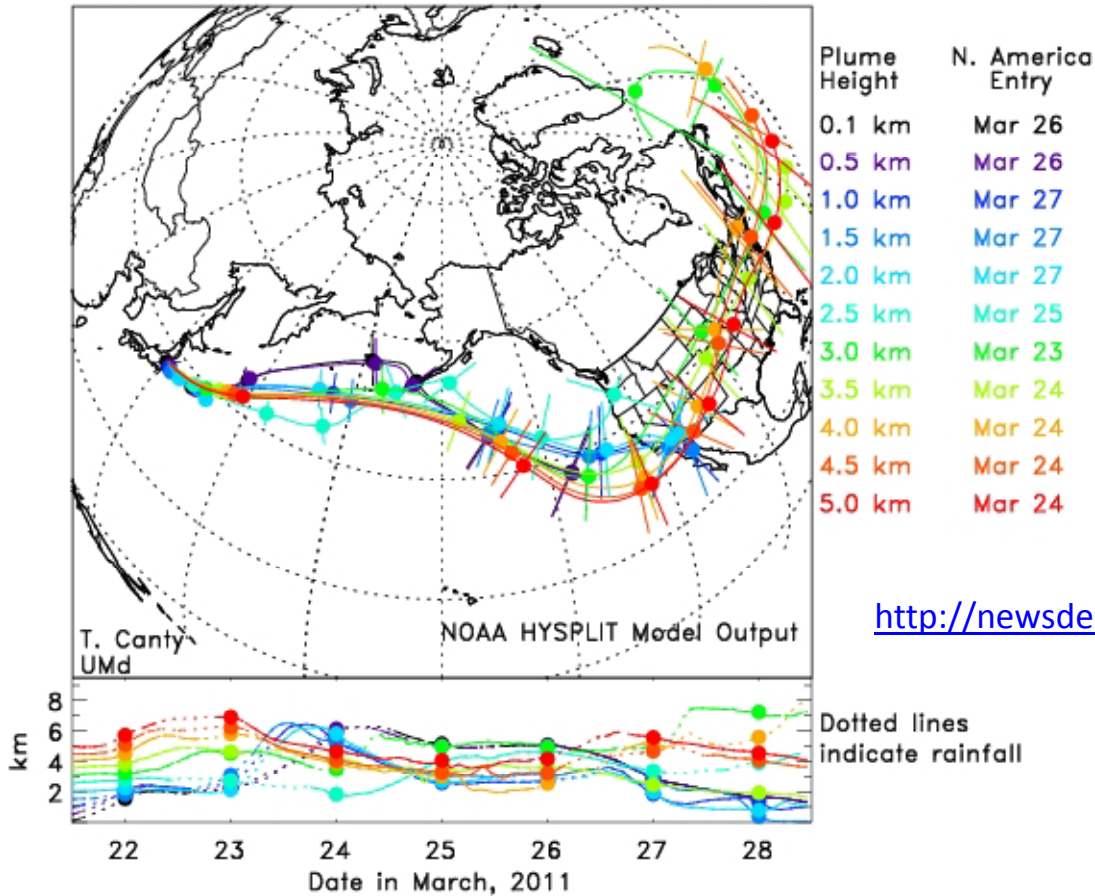 Plume N. America
Height Entry
0.1 km Mar 26
0.5 km Mar 26
1.0 km Mar 27
1.5 km Mar 27
2.0 km Mar 27
2.5 km Mar 25
3.0 km Mar 23
3.5 km Mar 24
4.0 km Mar 24
4.5 km Mar 24
5.0 km Mar 24
http://newsde
T. Canty
UMd
NOAA HYSPLIT Model Output
8
6
4
2
km
Dotted lines
indicate rainfall
22 23 24 25 26 27 28
Date in March, 2011